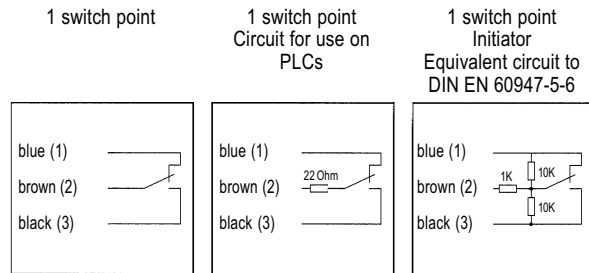 1 switch point
1 switch point
Circuit for use on
PLCs
1 switch point
Initiator
Equivalent circuit to
DIN EN 60947-5-6
blue (1)
brown (2)
black (3)
blue (1)
22 Ohm
brown (2)
black (3)
blue (1)
1K
10K
brown (2)
10K
black (3)